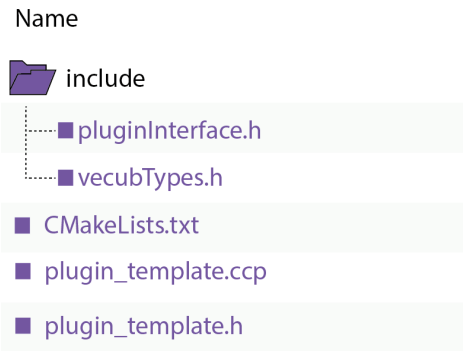 Name
include
pluginInterface.h
vecubTypes.h
CMakeLists.txt
plugin_template.ccp
plugin_template.h